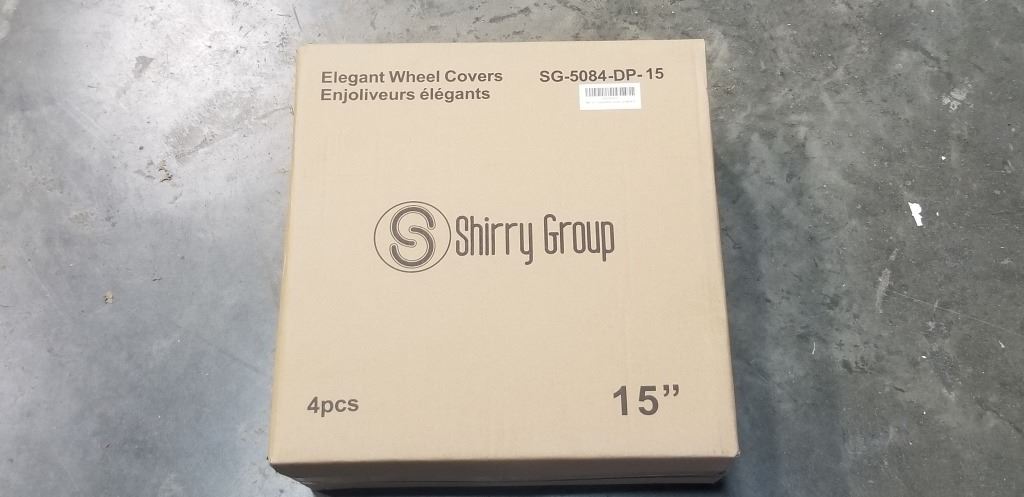 Elegant Wheel Covers SG-5084-DP-15
Enjoliveurs élégants
S Shirry Group
4pcs 15”